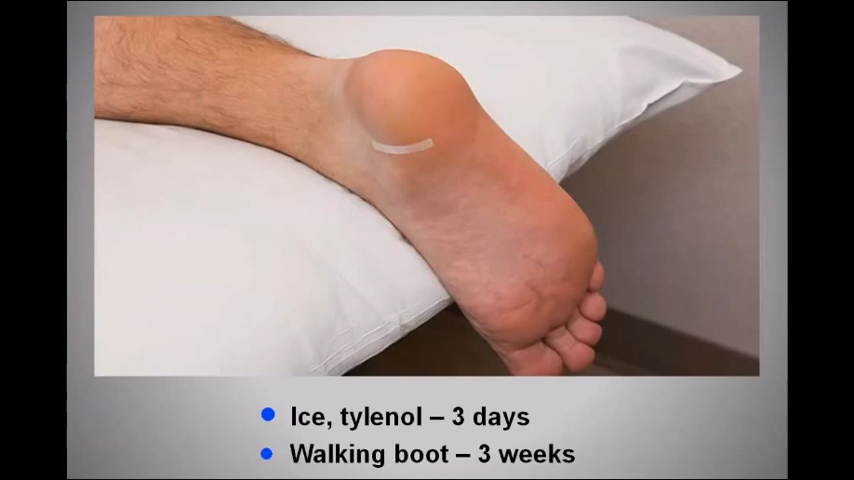 Ice, tylenol – 3 days
Walking boot – 3 weeks